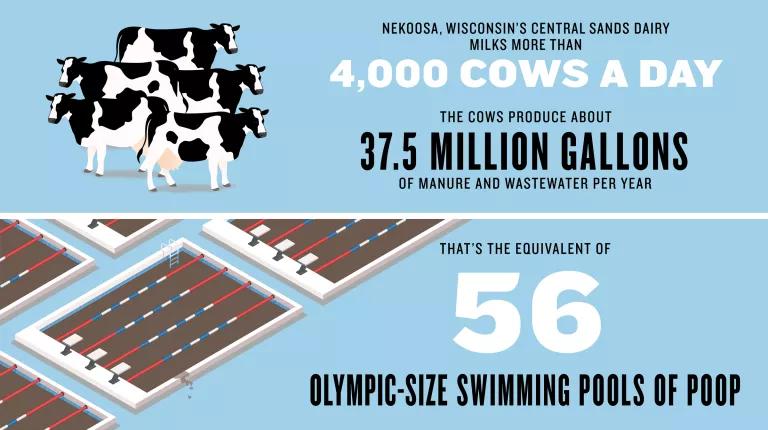 NEKOOSA, WISCONSIN'S CENTRAL SANDS DAIRY
MILKS MORE THAN
4,000 COWS A DAY
THE COWS PRODUCE ABOUT
37.5 MILLION GALLONS
OF MANURE AND WASTEWATER PER YEAR
THAT'S THE EQUIVALENT OF
56
OLYMPIC-SIZE SWIMMING POOLS OF POOP